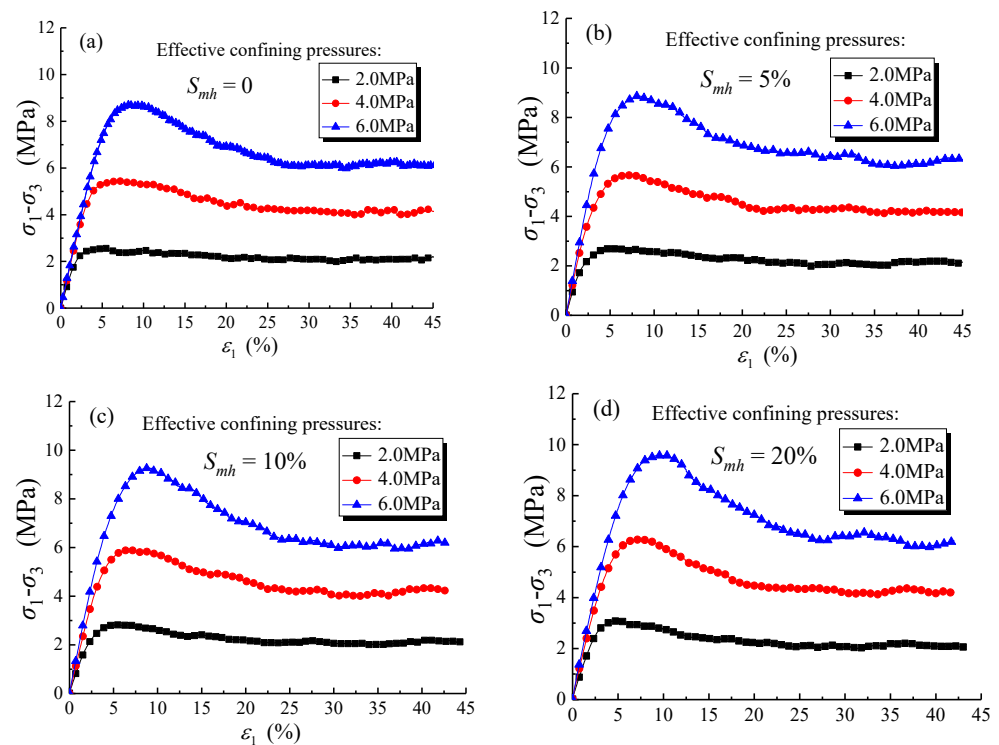 (a)
Effective confining pressures:
S_mh = 0
2.0MPa
4.0MPa
6.0MPa
σ₁-σ₃ (MPa)
12
10
8
6
4
2
0
0 5 10 15 20 25 30 35 40 45
ε₁ (%)
(b)
Effective confining pressures:
S_mh = 5%
2.0MPa
4.0MPa
6.0MPa
σ₁-σ₃ (MPa)
12
10
8
6
4
2
0
0 5 10 15 20 25 30 35 40 45
ε₁ (%)
(c)
Effective confining pressures:
S_mh = 10%
2.0MPa
4.0MPa
6.0MPa
σ₁-σ₃ (MPa)
12
10
8
6
4
2
0
0 5 10 15 20 25 30 35 40 45
ε₁ (%)
(d)
Effective confining pressures:
S_mh = 20%
2.0MPa
4.0MPa
6.0MPa
σ₁-σ₃ (MPa)
12
10
8
6
4
2
0
0 5 10 15 20 25 30 35 40 45
ε₁ (%)